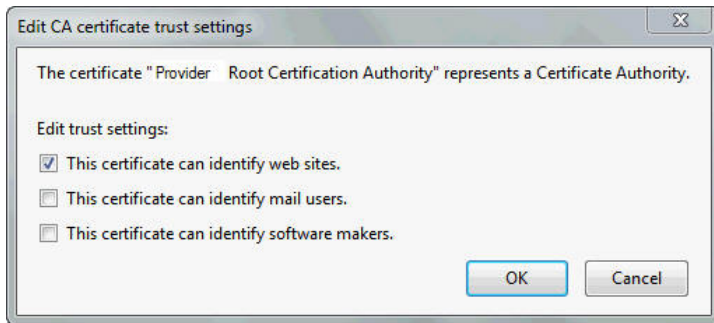 Edit CA certificate trust settings
The certificate "Provider Root Certification Authority" represents a Certificate Authority.
Edit trust settings:
This certificate can identify web sites.
This certificate can identify mail users.
This certificate can identify software makers.
OK Cancel